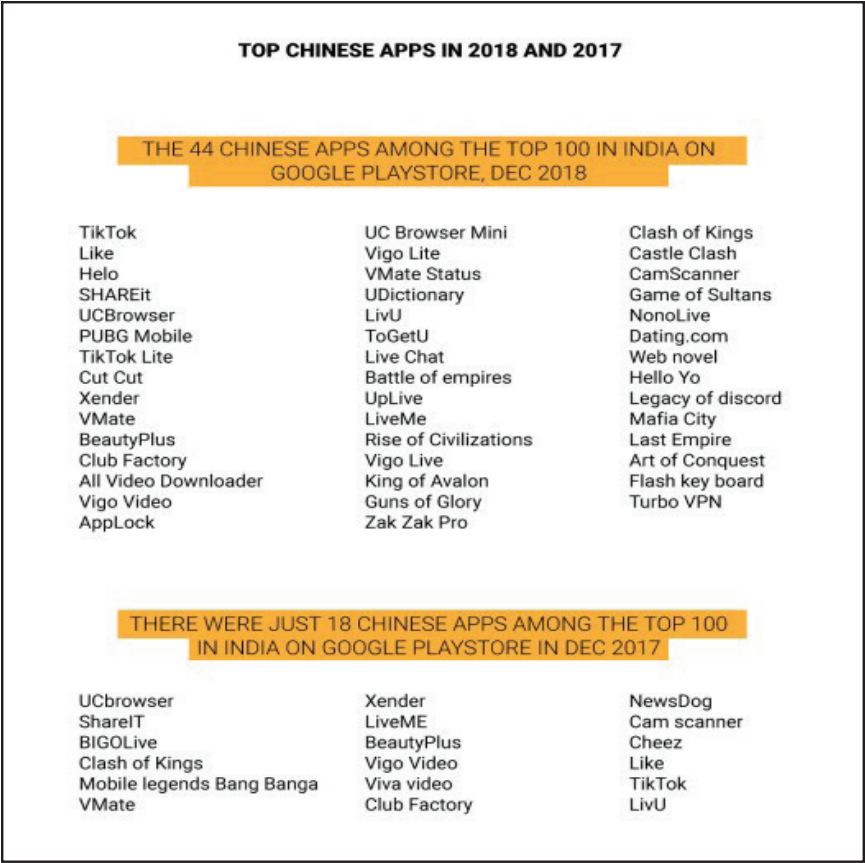 TOP CHINESE APPS IN 2018 AND 2017
THE 44 CHINESE APPS AMONG THE TOP 100 IN INDIA ON
GOOGLE PLAYSTORE, DEC 2018
TikTok
Like
Helo
SHAREit
UCBrowser
PUBG Mobile
TikTok Lite
Cut Cut
Xender
VMate
BeautyPlus
Club Factory
All Video Downloader
Vigo Video
AppLock
UC Browser Mini
Vigo Lite
VMate Status
UDictionary
LivU
ToGetU
Live Chat
Battle of empires
UpLive
LiveMe
Rise of Civilizations
Vigo Live
King of Avalon
Guns of Glory
Zak Zak Pro
Clash of Kings
Castle Clash
CamScanner
Game of Sultans
NonoLive
Dating.com
Web novel
Hello Yo
Legacy of discord
Mafia City
Last Empire
Art of Conquest
Flash key board
Turbo VPN
THERE WERE JUST 18 CHINESE APPS AMONG THE TOP 100
IN INDIA ON GOOGLE PLAYSTORE IN DEC 2017
UCbrowser
ShareIT
BIGOLive
Clash of Kings
Mobile legends Bang Banga
VMate
Xender
LiveME
BeautyPlus
Vigo Video
Viva video
Club Factory
NewsDog
Cam scanner
Cheez
Like
TikTok
LivU